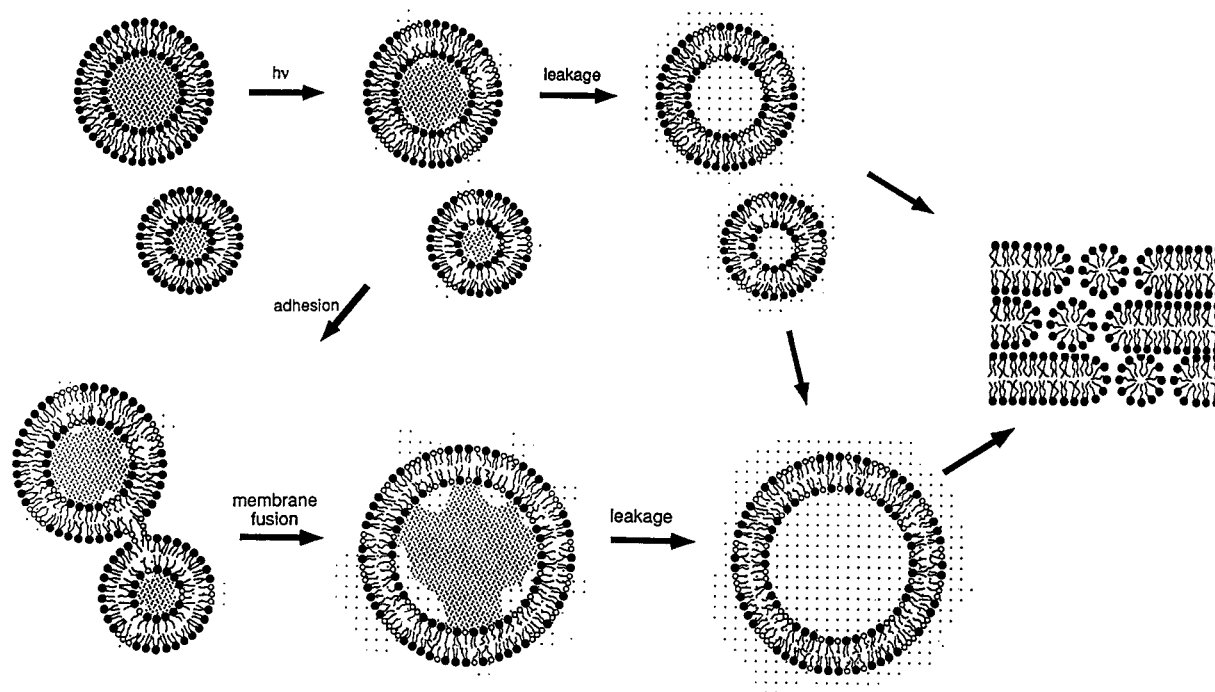 hν
leakage
adhesion
membrane
fusion
leakage